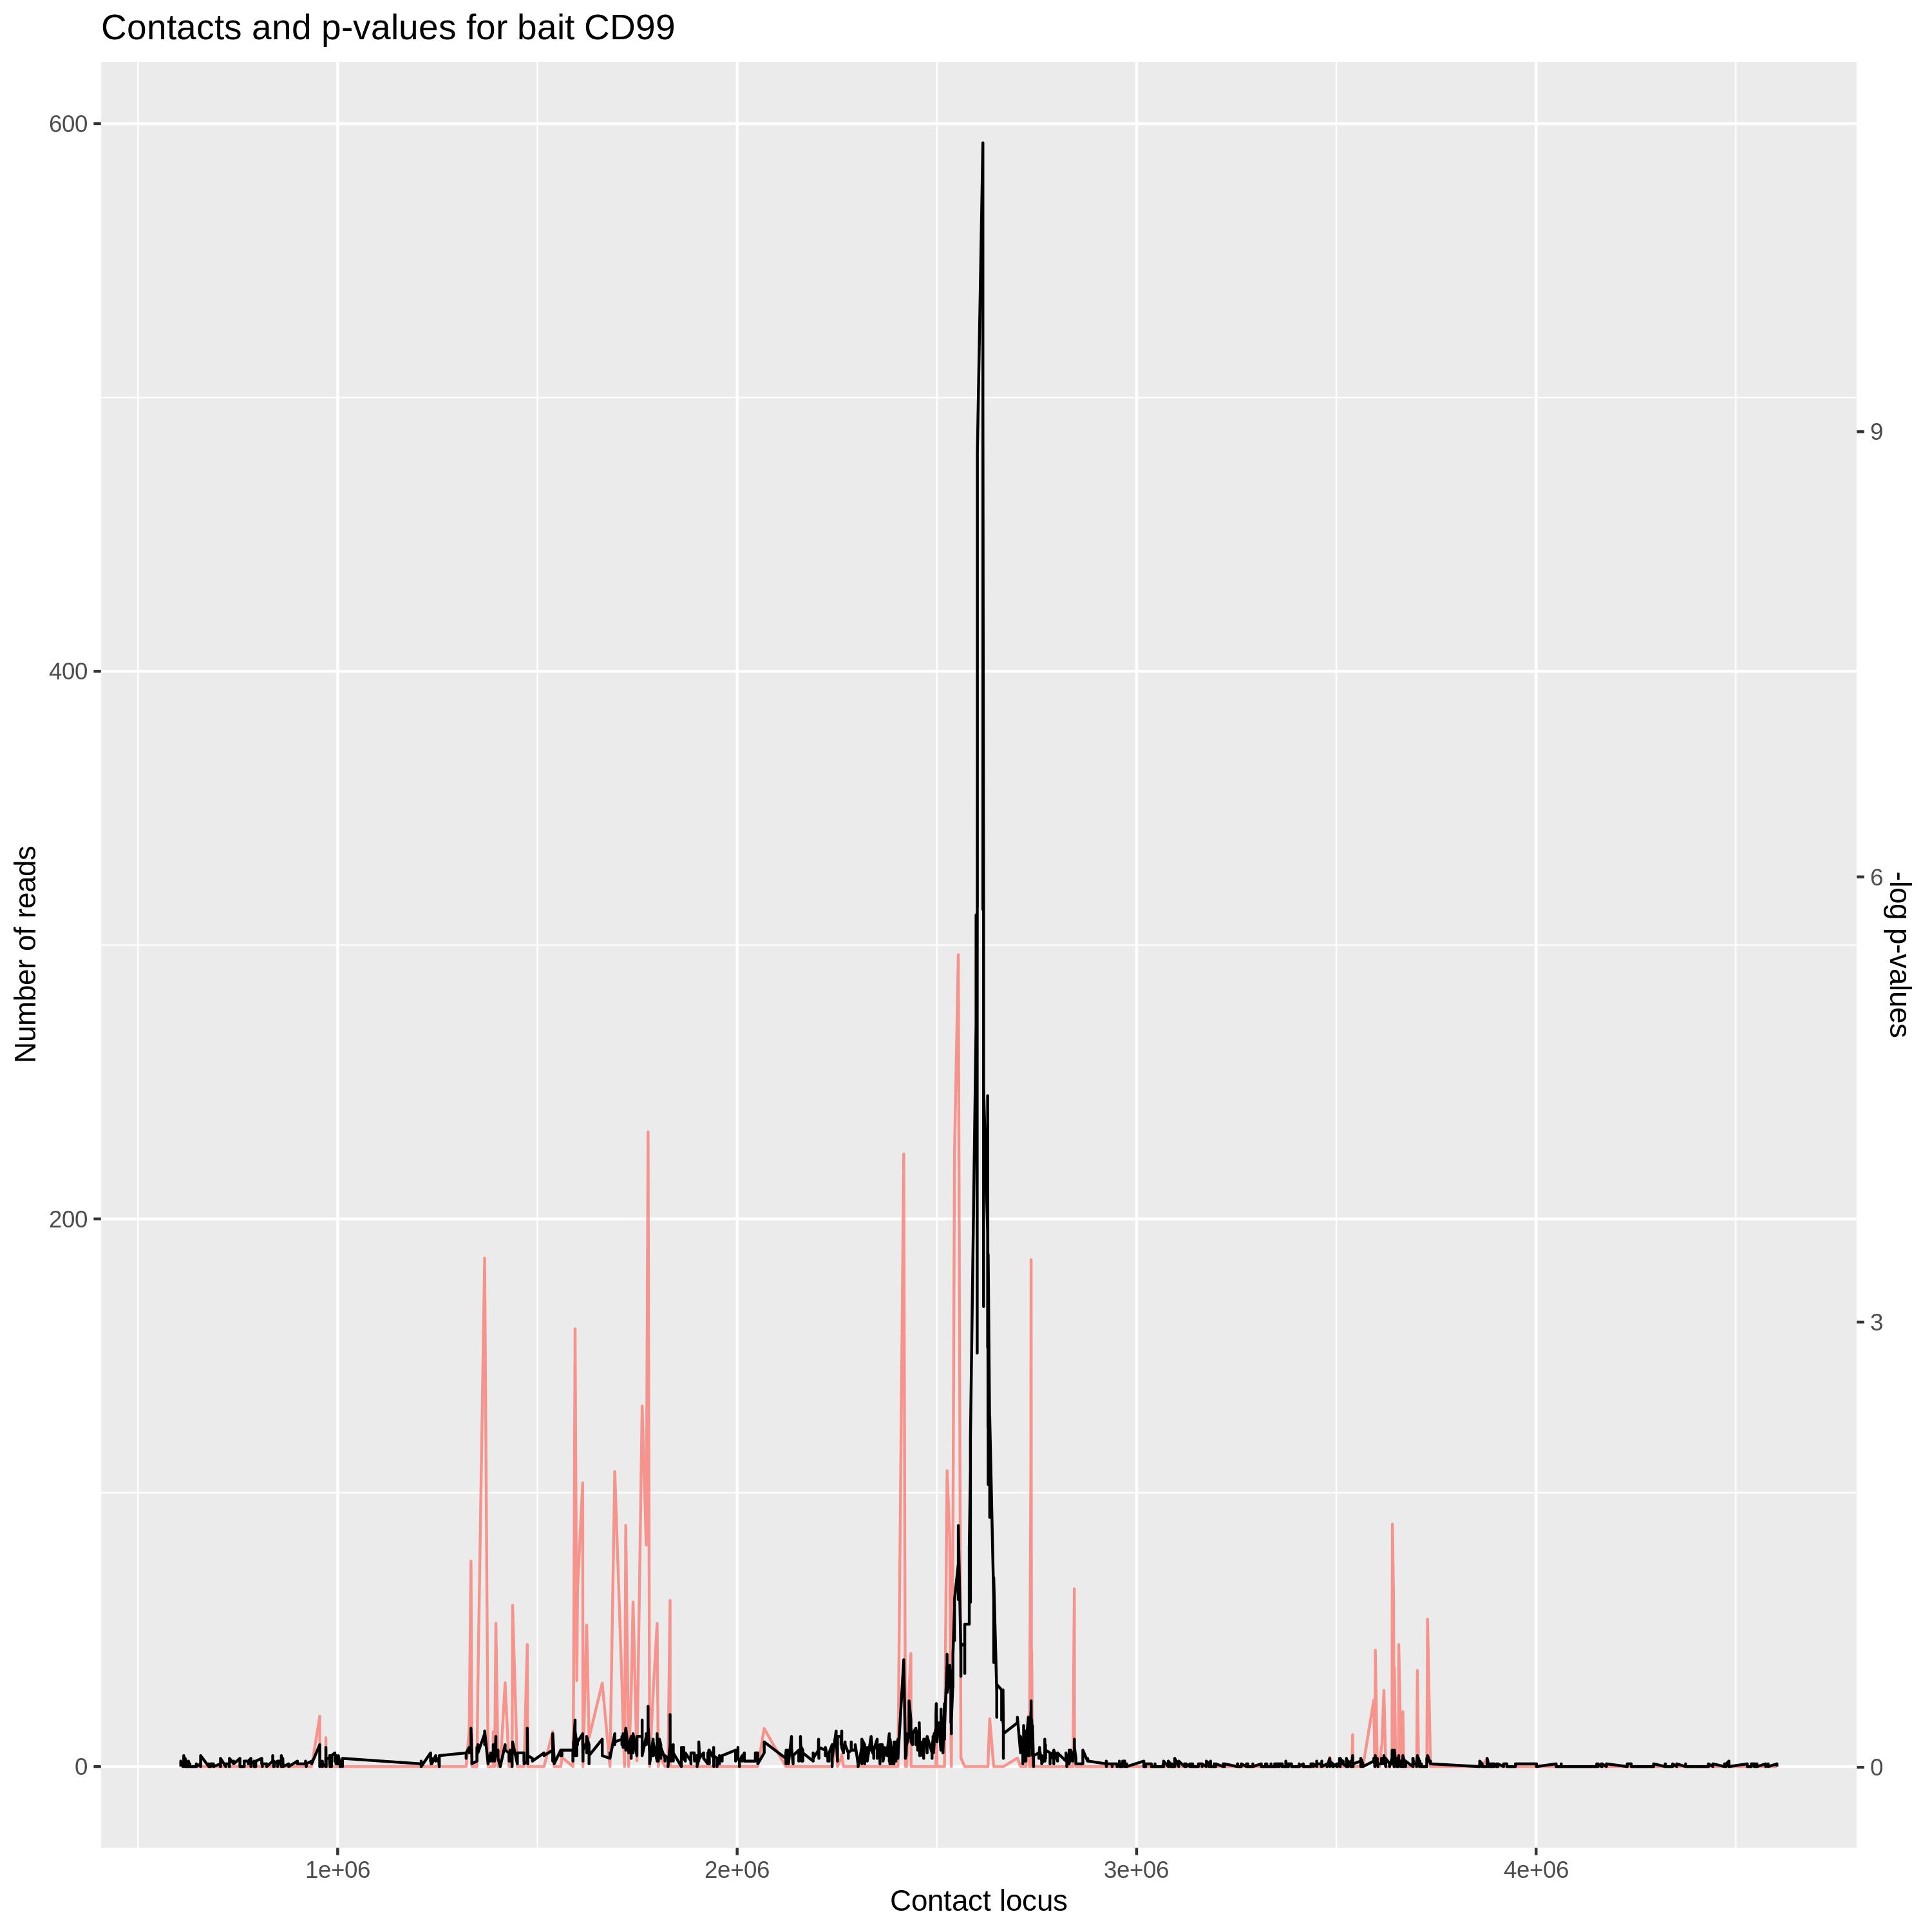 Contacts and p-values for bait CD99
600
400
200
0
Number of reads
9
6
3
0
-log p-values
1e+06
2e+06
3e+06
4e+06
Contact locus